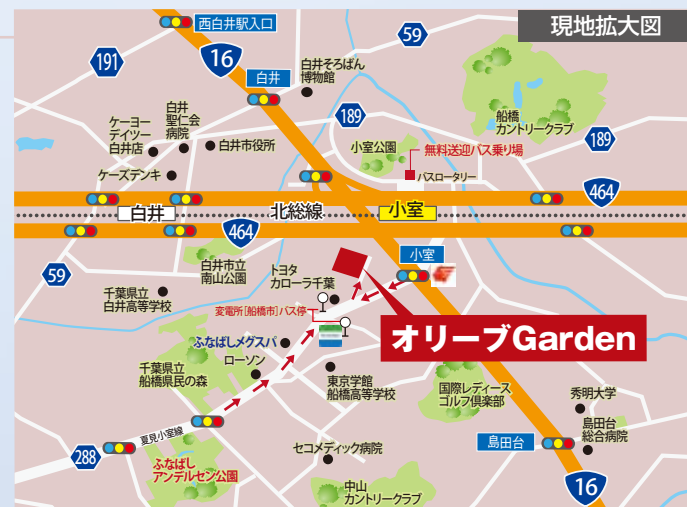 現地拡大図
西白井駅入口
16
59
191
白井
白井そろばん
博物館
船橋
カントリークラブ
189
189
ケーヨー
デイツー
白井店
白井
聖仁会
病院
白井市役所
ケーズデンキ
小室公園
無料送迎バス乗り場
バスロータリー
464
白井
北総線
小室
464
59
白井市立
南山公園
千葉県立
白井高等学校
トヨタ
カローラ千葉
小室
変電所[船橋市]バス停
オリーブGarden
ふなばしメグスパ
ローソン
千葉県立
船橋県民の森
東京学館
船橋高等学校
国際レディース
ゴルフ倶楽部
秀明大学
島田台
総合病院
島田台
夏見小室線
288
セコメディック病院
ふなばし
アンデルセン公園
中山
カントリークラブ
16